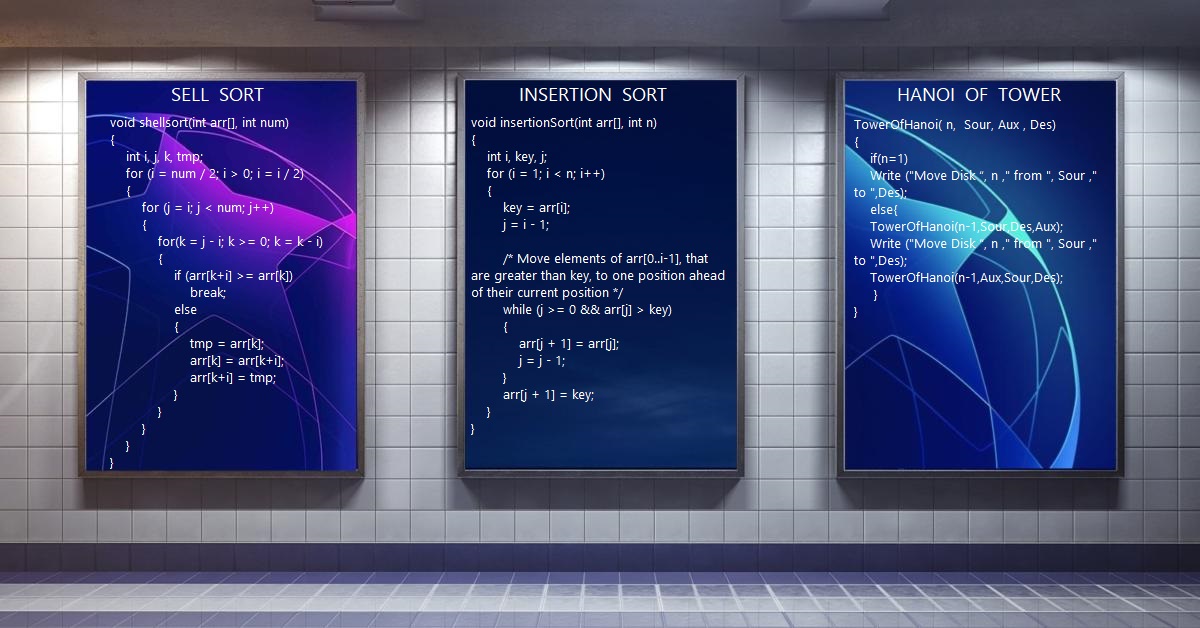 SELL SORT
void shellsort(int arr[], int num)
{
int i, j, k, tmp;
for (i = num / 2; i > 0; i = i / 2)
{
for (j = i; j < num; j++)
{
for(k = j - i; k >= 0; k = k - i)
{
if (arr[k+i] >= arr[k])
break;
else
{
tmp = arr[k];
arr[k] = arr[k+i];
arr[k+i] = tmp;
}
}
}
}
}
INSERTION SORT
void insertionSort(int arr[], int n)
{
int i, key, j;
for (i = 1; i < n; i++)
{
key = arr[i];
j = i - 1;
/* Move elements of arr[0..i-1], that
are greater than key, to one position ahead
of their current position */
while (j >= 0 && arr[j] > key)
{
arr[j + 1] = arr[j];
j = j - 1;
}
arr[j + 1] = key;
}
}
HANOI OF TOWER
TowerOfHanoi( n, Sour, Aux , Des)
{
if(n=1)
Write ("Move Disk ", n ," from ", Sour ,"
to ",Des);
else{
TowerOfHanoi(n-1,Sour,Des,Aux);
Write ("Move Disk ", n ," from ", Sour ,"
to ",Des);
TowerOfHanoi(n-1,Aux,Sour,Des);
}
}